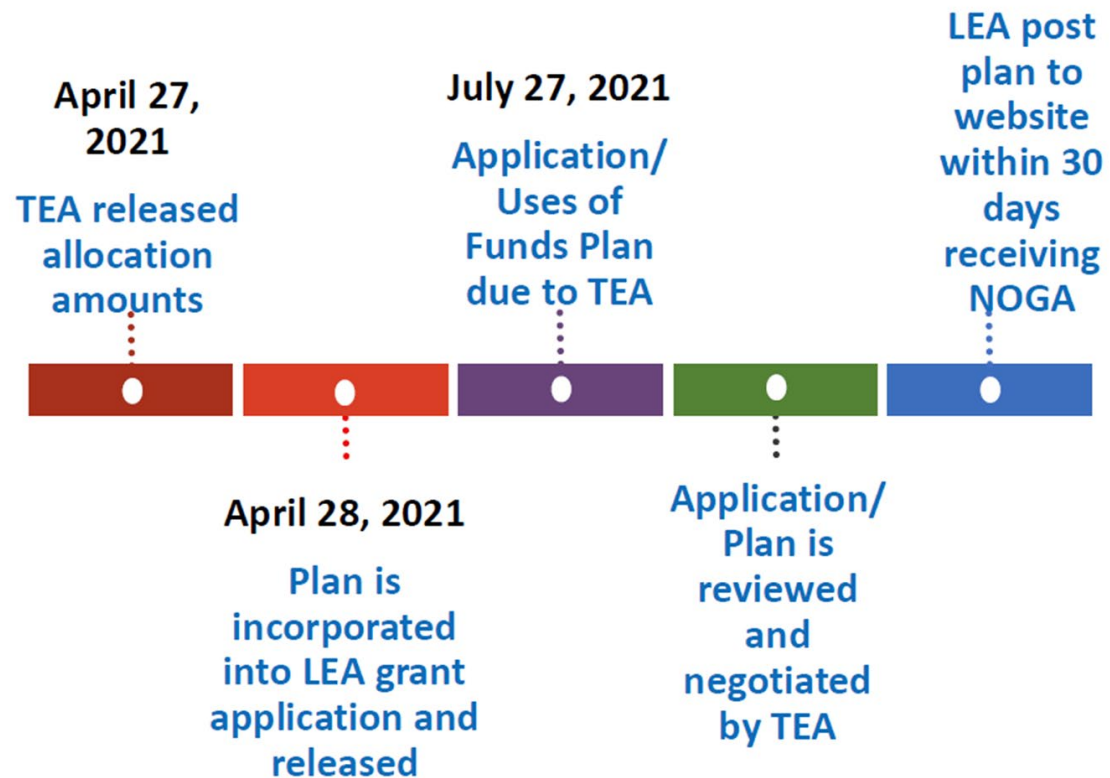 April 27,
2021
TEA released
allocation
amounts
April 28, 2021
Plan is
incorporated
into LEA grant
application and
released
July 27, 2021
Application/
Uses of
Funds Plan
due to TEA
Application/
Plan is
reviewed
and
negotiated
by TEA
LEA post
plan to
website
within 30
days
receiving
NOGA